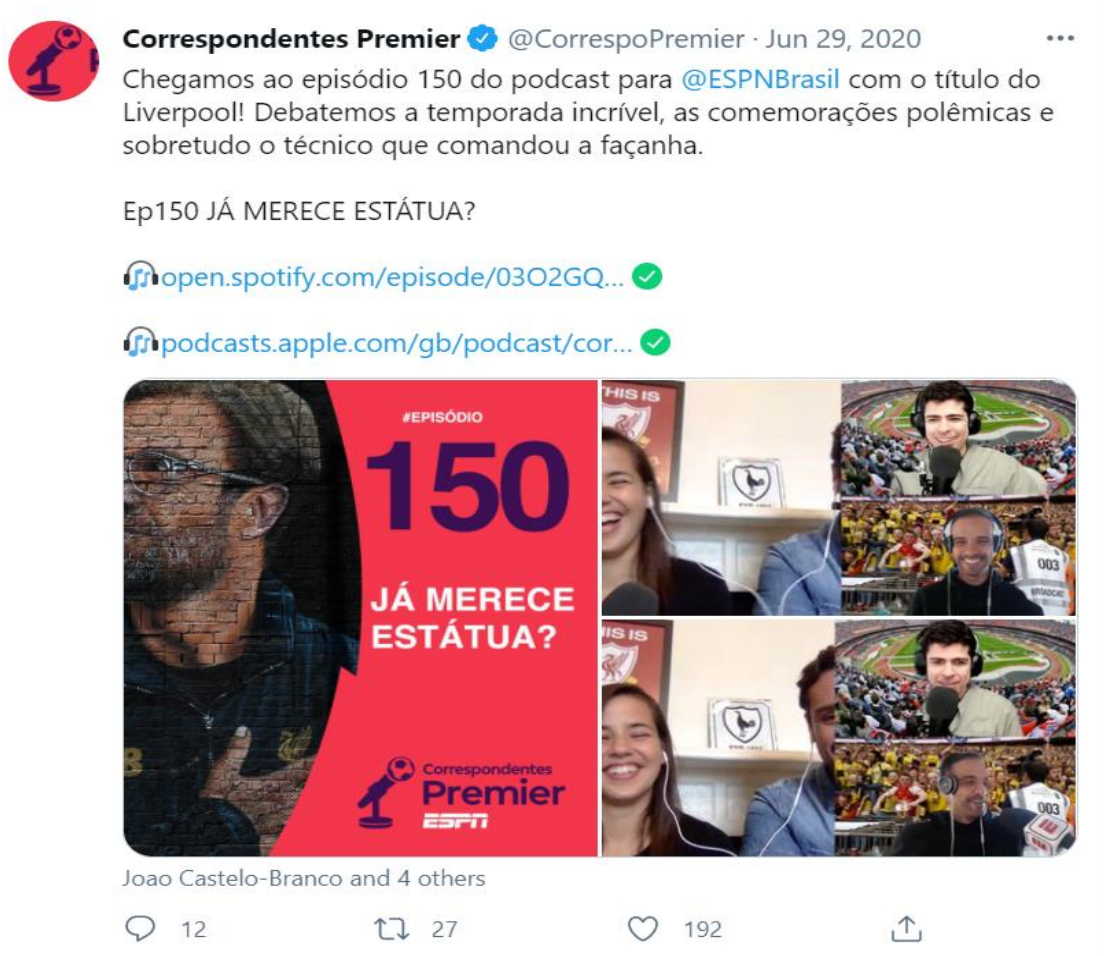 Correspondentes Premier @CorrespoPremier · Jun 29, 2020
Chegamos ao episódio 150 do podcast para @ESPNBrasil com o título do
Liverpool! Debatemos a temporada incrível, as comemorações polêmicas e
sobretudo o técnico que comandou a façanha.
Ep150 JÁ MERECE ESTÁTUA?
open.spotify.com/episode/03O2GQ...
podcasts.apple.com/gb/podcast/cor...
#EPISÓDIO
150
JÁ MERECE
ESTÁTUA?
Correspondentes
Premier
ESPN
THIS IS
003
BROADCAST
IS IS
003
Joao Castelo-Branco and 4 others
12 27 192